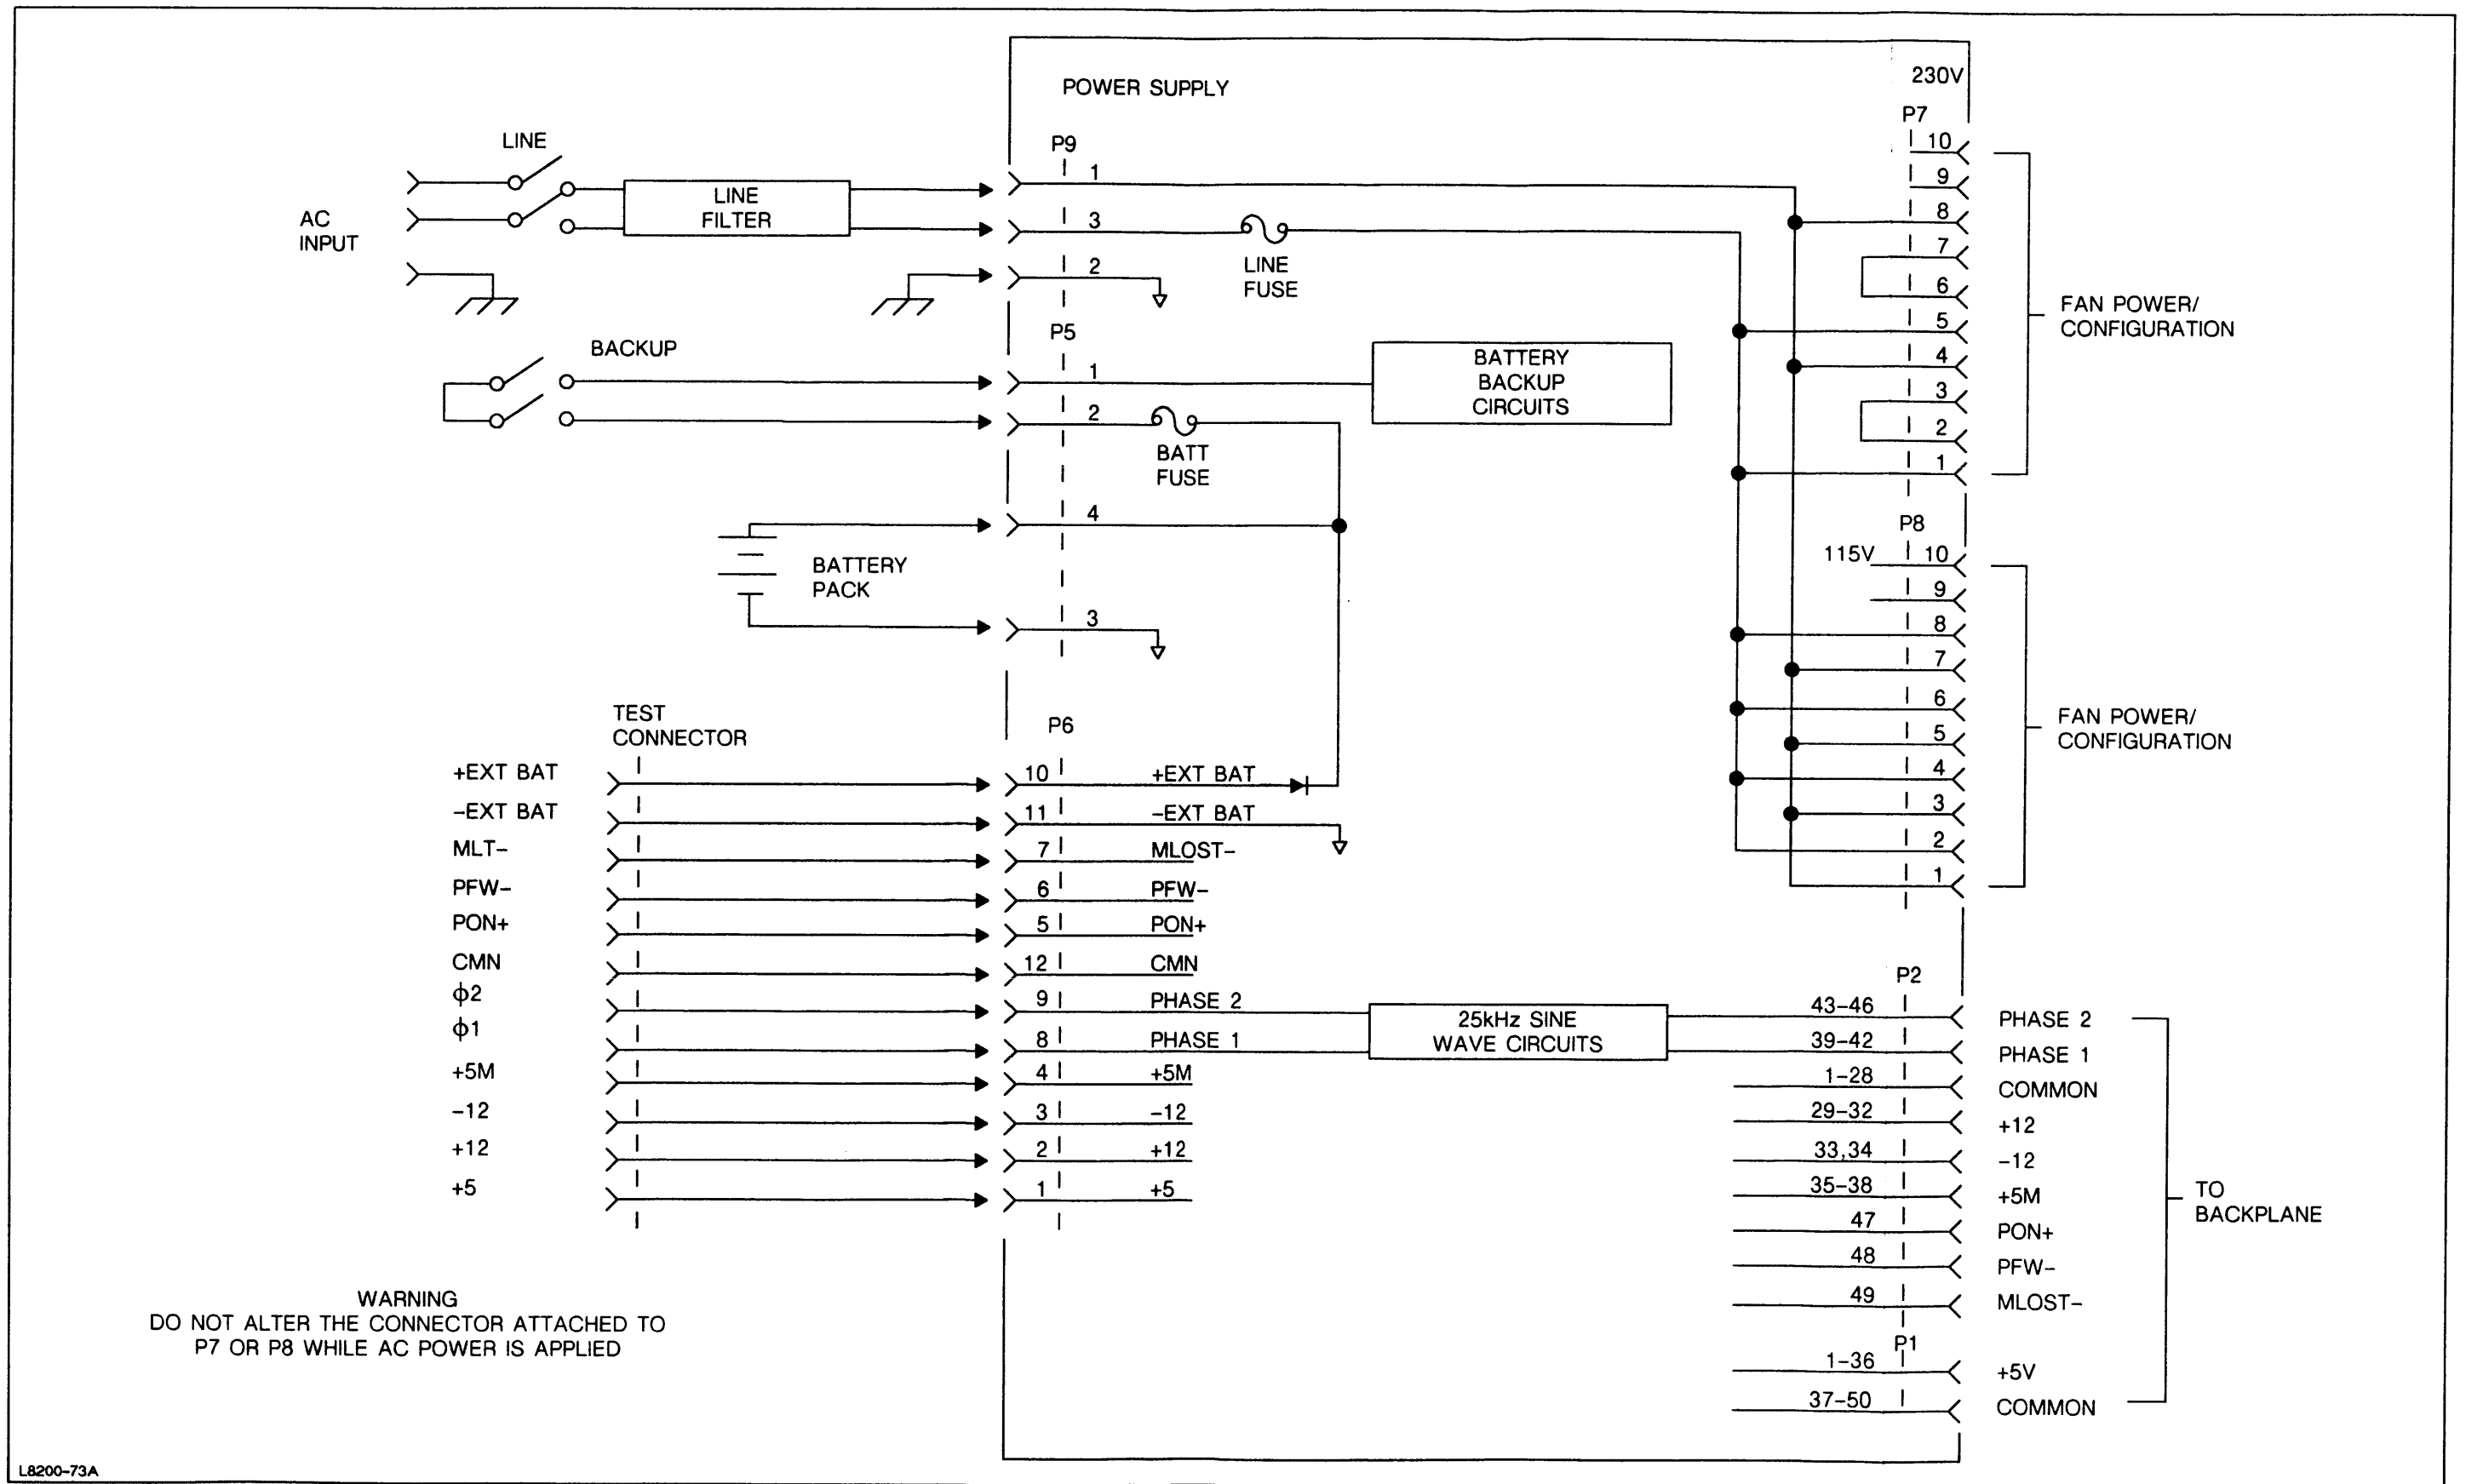 POWER SUPPLY
230V
LINE
AC
INPUT
LINE
FILTER
P9
1
3
2
LINE
FUSE
BACKUP
P5
1
2
BATT
FUSE
4
3
BATTERY
BACKUP
CIRCUITS
BATTERY
PACK
P7
10
9
8
7
6
5
4
3
2
1
FAN POWER/
CONFIGURATION
P8
115V
10
9
8
7
6
5
4
3
2
1
FAN POWER/
CONFIGURATION
TEST
CONNECTOR
P6
+EXT BAT 10 +EXT BAT
-EXT BAT 11 -EXT BAT
MLT- 7 MLOST-
PFW- 6 PFW-
PON+ 5 PON+
CMN 12 CMN
ϕ2 9 PHASE 2
ϕ1 8 PHASE 1
+5M 4 +5M
-12 3 -12
+12 2 +12
+5 1 +5
25kHz SINE
WAVE CIRCUITS
P2
43-46 PHASE 2
39-42 PHASE 1
1-28 COMMON
29-32 +12
33,34 -12
35-38 +5M
47 PON+
48 PFW-
49 MLOST-
P1
1-36 +5V
37-50 COMMON
TO
BACKPLANE
WARNING
DO NOT ALTER THE CONNECTOR ATTACHED TO
P7 OR P8 WHILE AC POWER IS APPLIED
L8200-73A